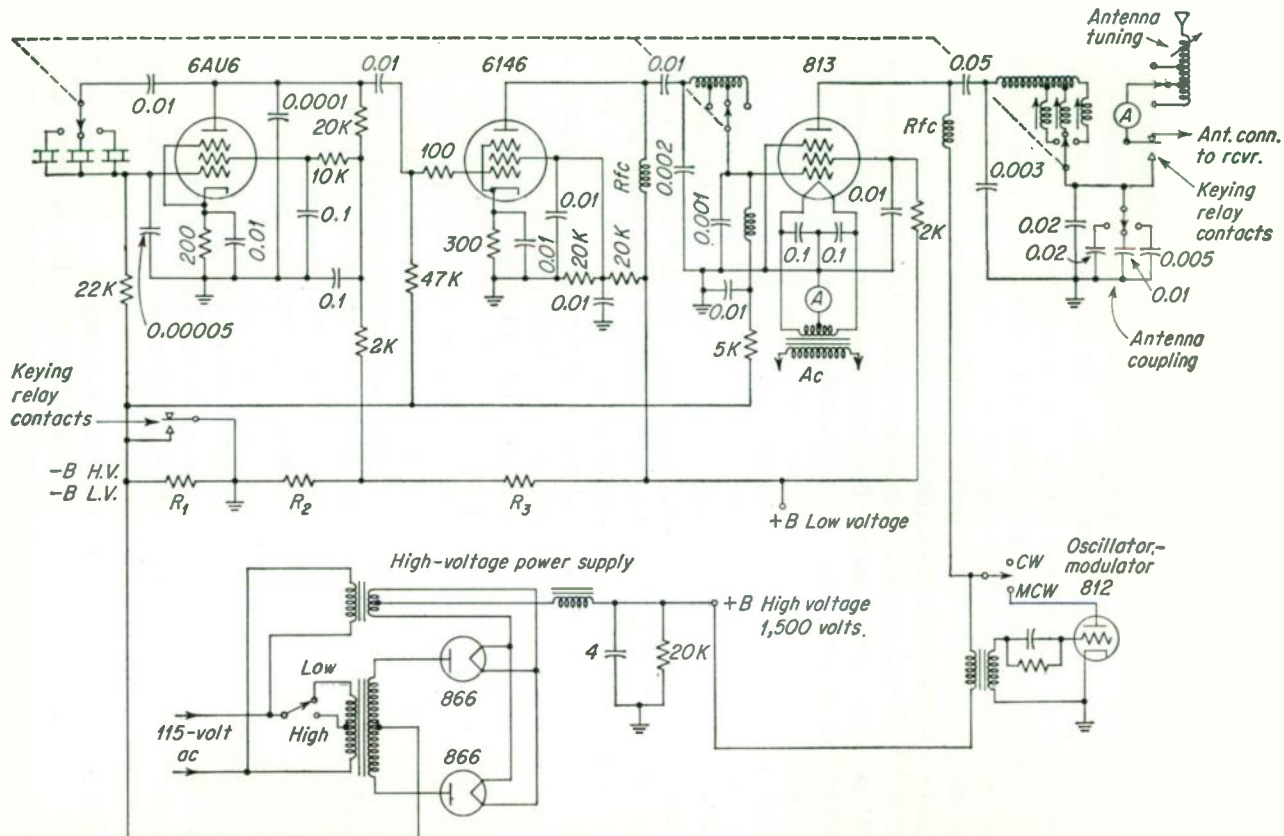 Antenna
tuning
6AU6
0.01
6146
0.01
813
0.05
0.01
0.0001
20K
10K
0.1
200
0.01
0.1
22K
0.00005
2K
100
47K
300
0.01
0.01
20K
20K
0.01
Rfc
0.002
0.001
0.01
5K
0.1
0.1
A
Ac
0.01
2K
Rfc
0.003
A
Ant. conn.
to rcvr.
Keying
relay
contacts
0.02
0.02
0.005
0.01
Antenna
coupling
Keying
relay
contacts
-B H.V.
-B L.V.
R1
R2
R3
+B Low voltage
High-voltage power supply
+B High voltage
1,500 volts.
CW
MCW
Oscillator-
modulator
812
4
20K
866
866
Low
High
115-volt
ac